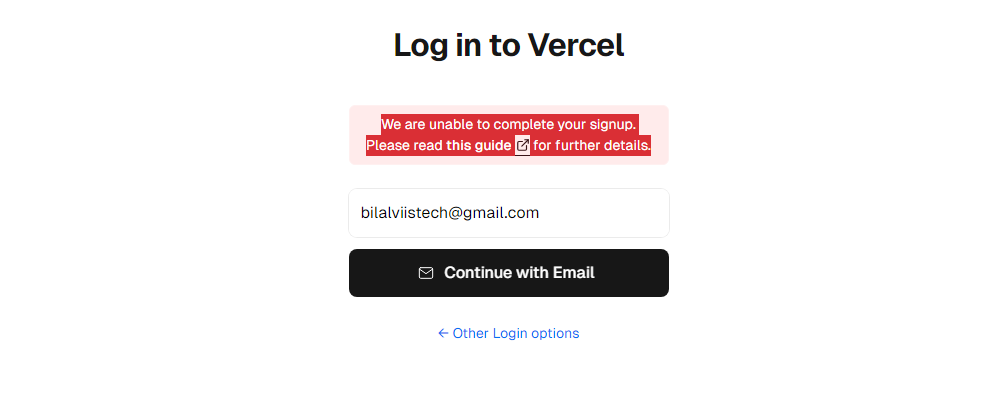 Log in to Vercel
We are unable to complete your signup.
Please read this guide for further details.
bilalviistech@gmail.com
Continue with Email
← Other Login options